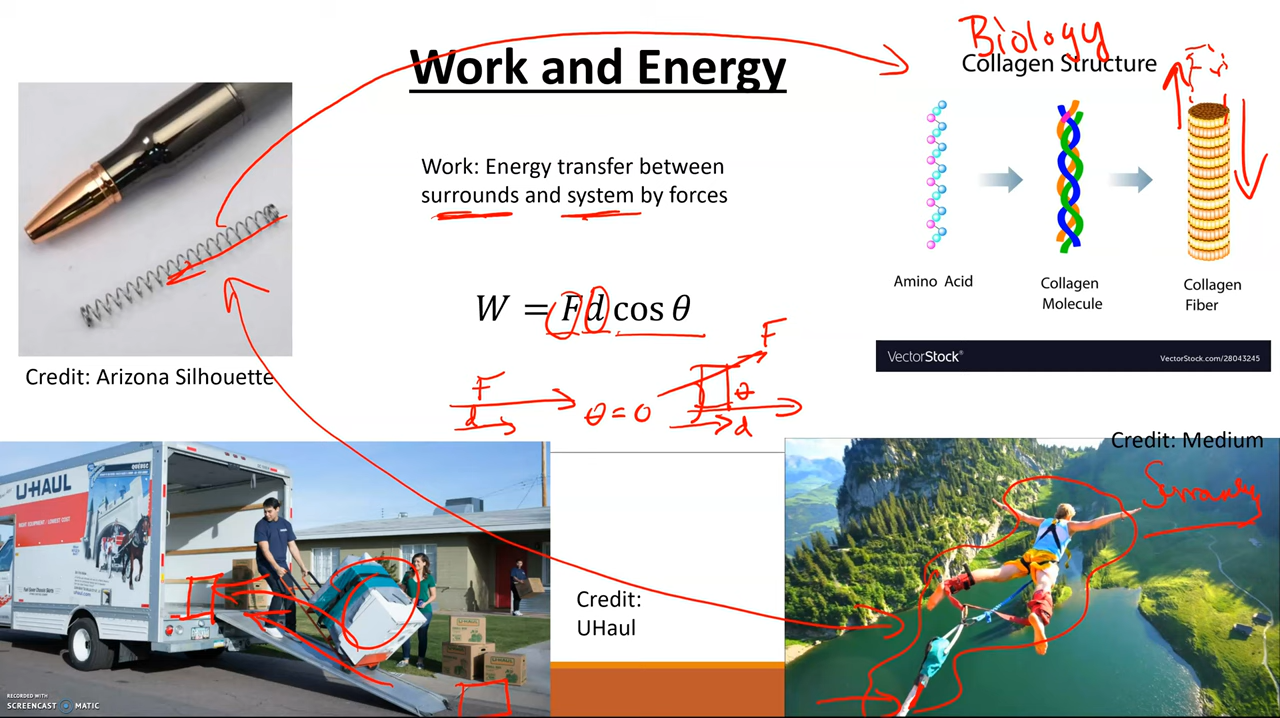 Work and Energy
Biology
Collagen Structure
Work: Energy transfer between
surrounds and system by forces
W = Fd cos θ
F
d
θ = 0
F
θ
d
Amino Acid
Collagen
Molecule
Collagen
Fiber
VectorStock
VectorStock.com/28043245
Credit: Arizona Silhouette
Credit: Medium
U-HAUL
Credit:
UHaul
RECORDED WITH
SCREENCAST MATIC